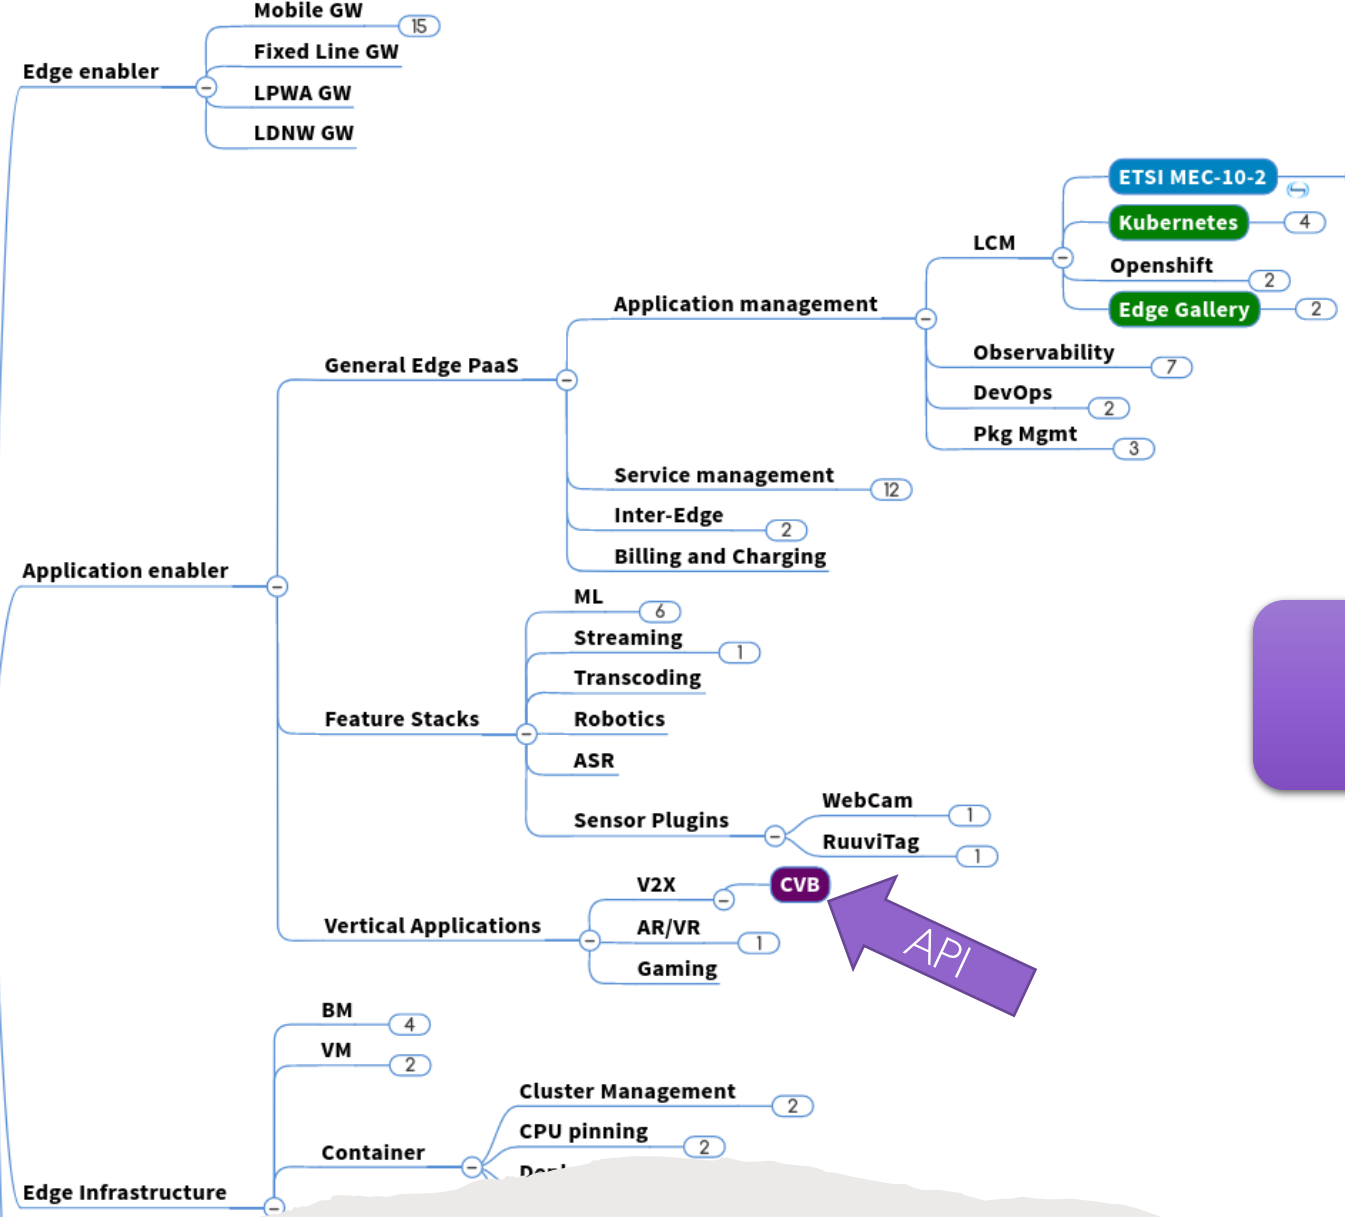 Mobile GW
15
Edge enabler
Fixed Line GW
LPWA GW
LDNW GW
ETSI MEC-10-2
Kubernetes
4
LCM
Openshift
2
Edge Gallery
2
Application management
Observability
7
General Edge PaaS
DevOps
2
Pkg Mgmt
3
Service management
12
Inter-Edge
2
Billing and Charging
Application enabler
ML
6
Streaming
1
Transcoding
Feature Stacks
Robotics
ASR
WebCam
1
Sensor Plugins
RuuviTag
1
V2X
CVB
Vertical Applications
AR/VR
1
API
Gaming
BM
4
VM
2
Cluster Management
2
CPU pinning
2
Container
Edge Infrastructure